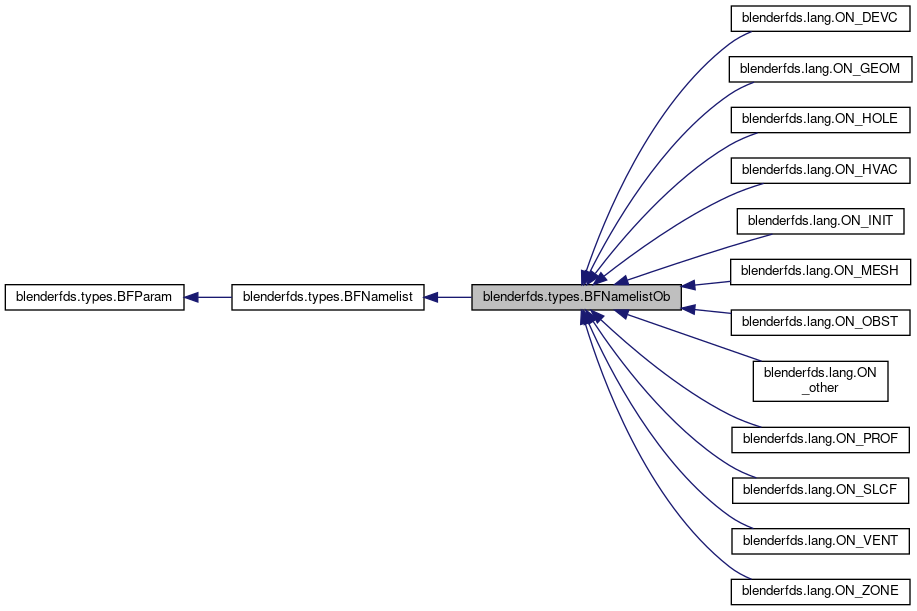 blenderfds.types.BFParam
blenderfds.types.BFNamelist
blenderfds.types.BFNamelistOb
blenderfds.lang.ON_DEVC
blenderfds.lang.ON_GEOM
blenderfds.lang.ON_HOLE
blenderfds.lang.ON_HVAC
blenderfds.lang.ON_INIT
blenderfds.lang.ON_MESH
blenderfds.lang.ON_OBST
blenderfds.lang.ON
_other
blenderfds.lang.ON_PROF
blenderfds.lang.ON_SLCF
blenderfds.lang.ON_VENT
blenderfds.lang.ON_ZONE